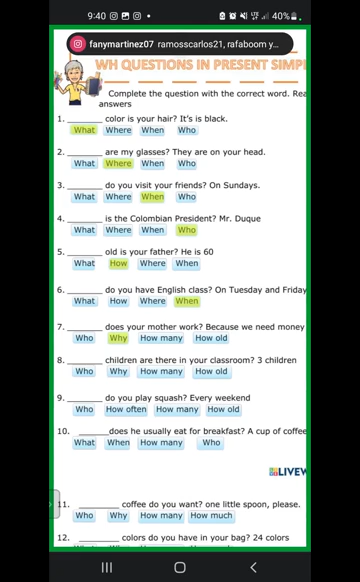 9:40
40%
fanymartinez07 ramosscarlos21, rafaboom y...
WH QUESTIONS IN PRESENT SIMPL
Complete the question with the correct word. Rea
answers
1. _______ color is your hair? It's is black.
What Where When Who
2. _______ are my glasses? They are on your head.
What Where When Who
3. _______ do you visit your friends? On Sundays.
What Where When Who
4. _______ is the Colombian President? Mr. Duque
What Where When Who
5. _______ old is your father? He is 60
What How Where When
6. _______ do you have English class? On Tuesday and Friday
What How Where When
7. _______ does your mother work? Because we need money
Who Why How many How old
8. _______ children are there in your classroom? 3 children
Who Why How many How old
9. _______ do you play squash? Every weekend
Who How often How many How old
10. ______does he usually eat for breakfast? A cup of coffee
What When How many Who
LIVEW
11. ________ coffee do you want? one little spoon, please.
Who Why How many How much
12. ________ colors do you have in your bag? 24 colors